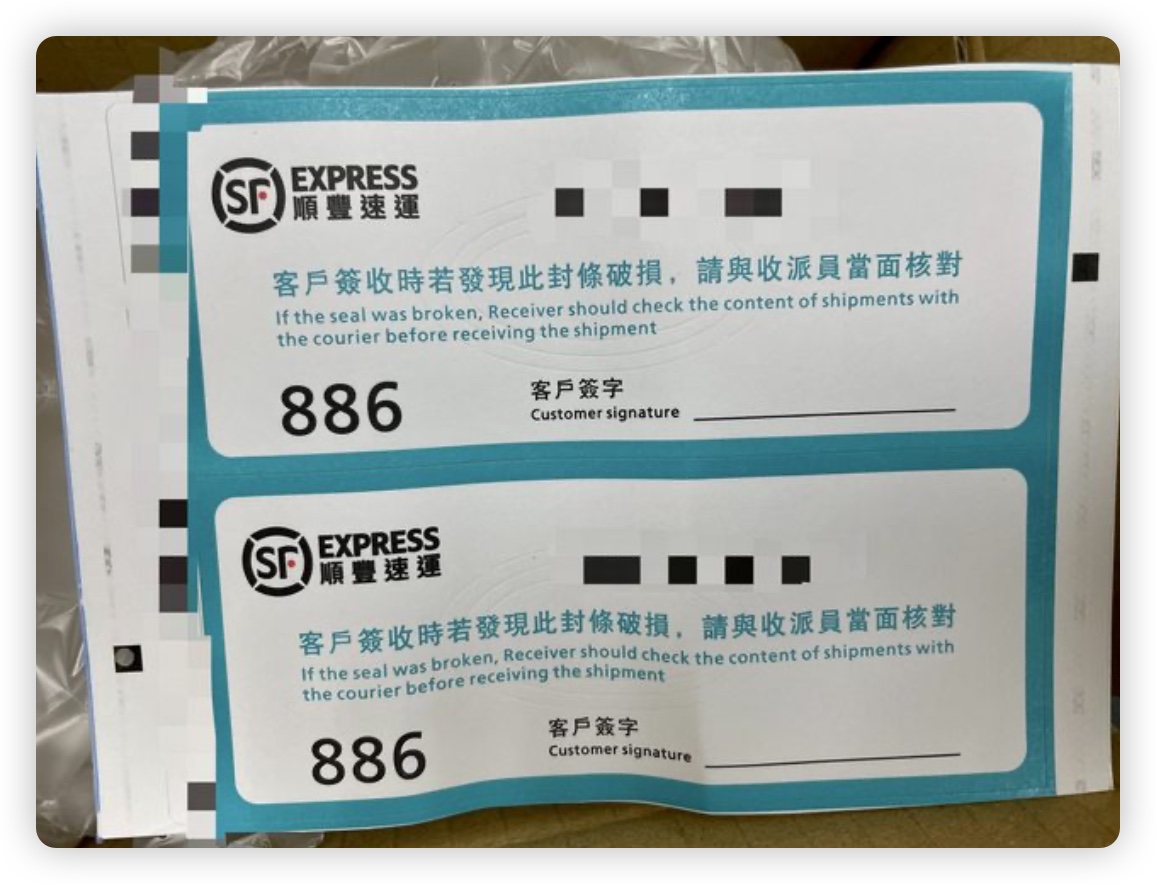 SF EXPRESS
順豐速運
客戶簽收時若發現此封條破損，請與收派員當面核對
If the seal was broken, Receiver should check the content of shipments with
the courier before receiving the shipment
886
客戶簽字
Customer signature
SF EXPRESS
順豐速運
客戶簽收時若發現此封條破損，請與收派員當面核對
If the seal was broken, Receiver should check the content of shipments with
the courier before receiving the shipment
886
客戶簽字
Customer signature